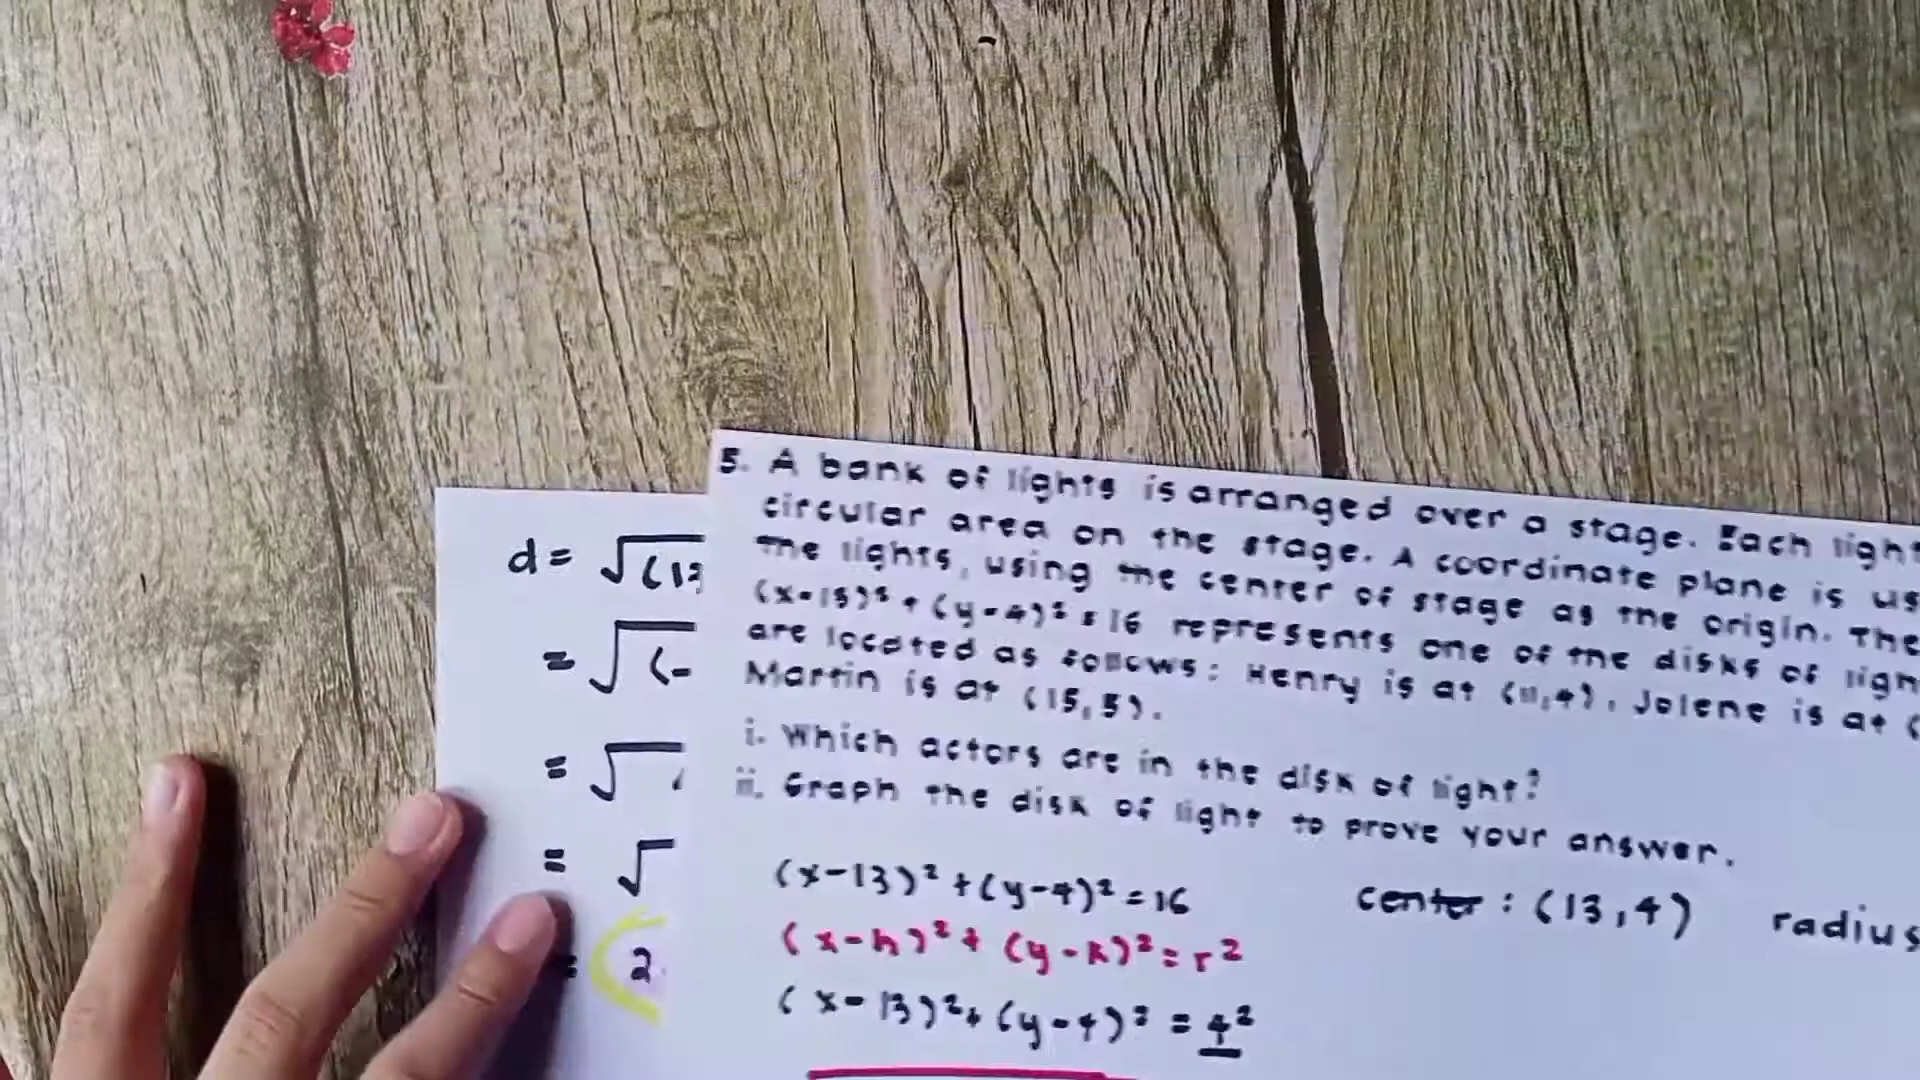 5. A bank of lights is arranged over a stage. Each light
circular area on the stage. A coordinate plane is us
the lights, using the center of stage as the origin. The
(x-13)² + (y-4)² = 16 represents one of the disks of ligh
are located as follows: Henry is at (11,4), Jolene is at (
Martin is at (15,5).
i. Which actors are in the disk of light?
ii. Graph the disk of light to prove your answer.
(x-13)² + (y-4)² = 16
center : (13,4) radius
(x-h)² + (y-k)² = r²
(x-13)² + (y-4)² = 4²
d = √(13
= √(-
= √
= √
= 2.